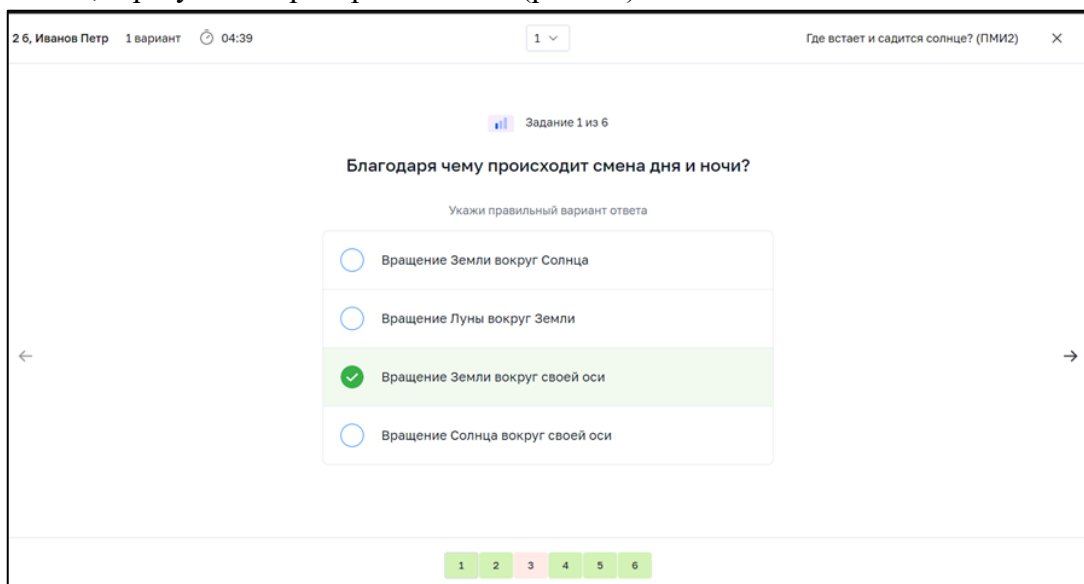 2 б, Иванов Петр 1 вариант 04:39 1 Где встает и садится солнце? (ПМИ2)
Задание 1 из 6
Благодаря чему происходит смена дня и ночи?
Укажи правильный вариант ответа
Вращение Земли вокруг Солнца
Вращение Луны вокруг Земли
Вращение Земли вокруг своей оси
Вращение Солнца вокруг своей оси
1 2 3 4 5 6